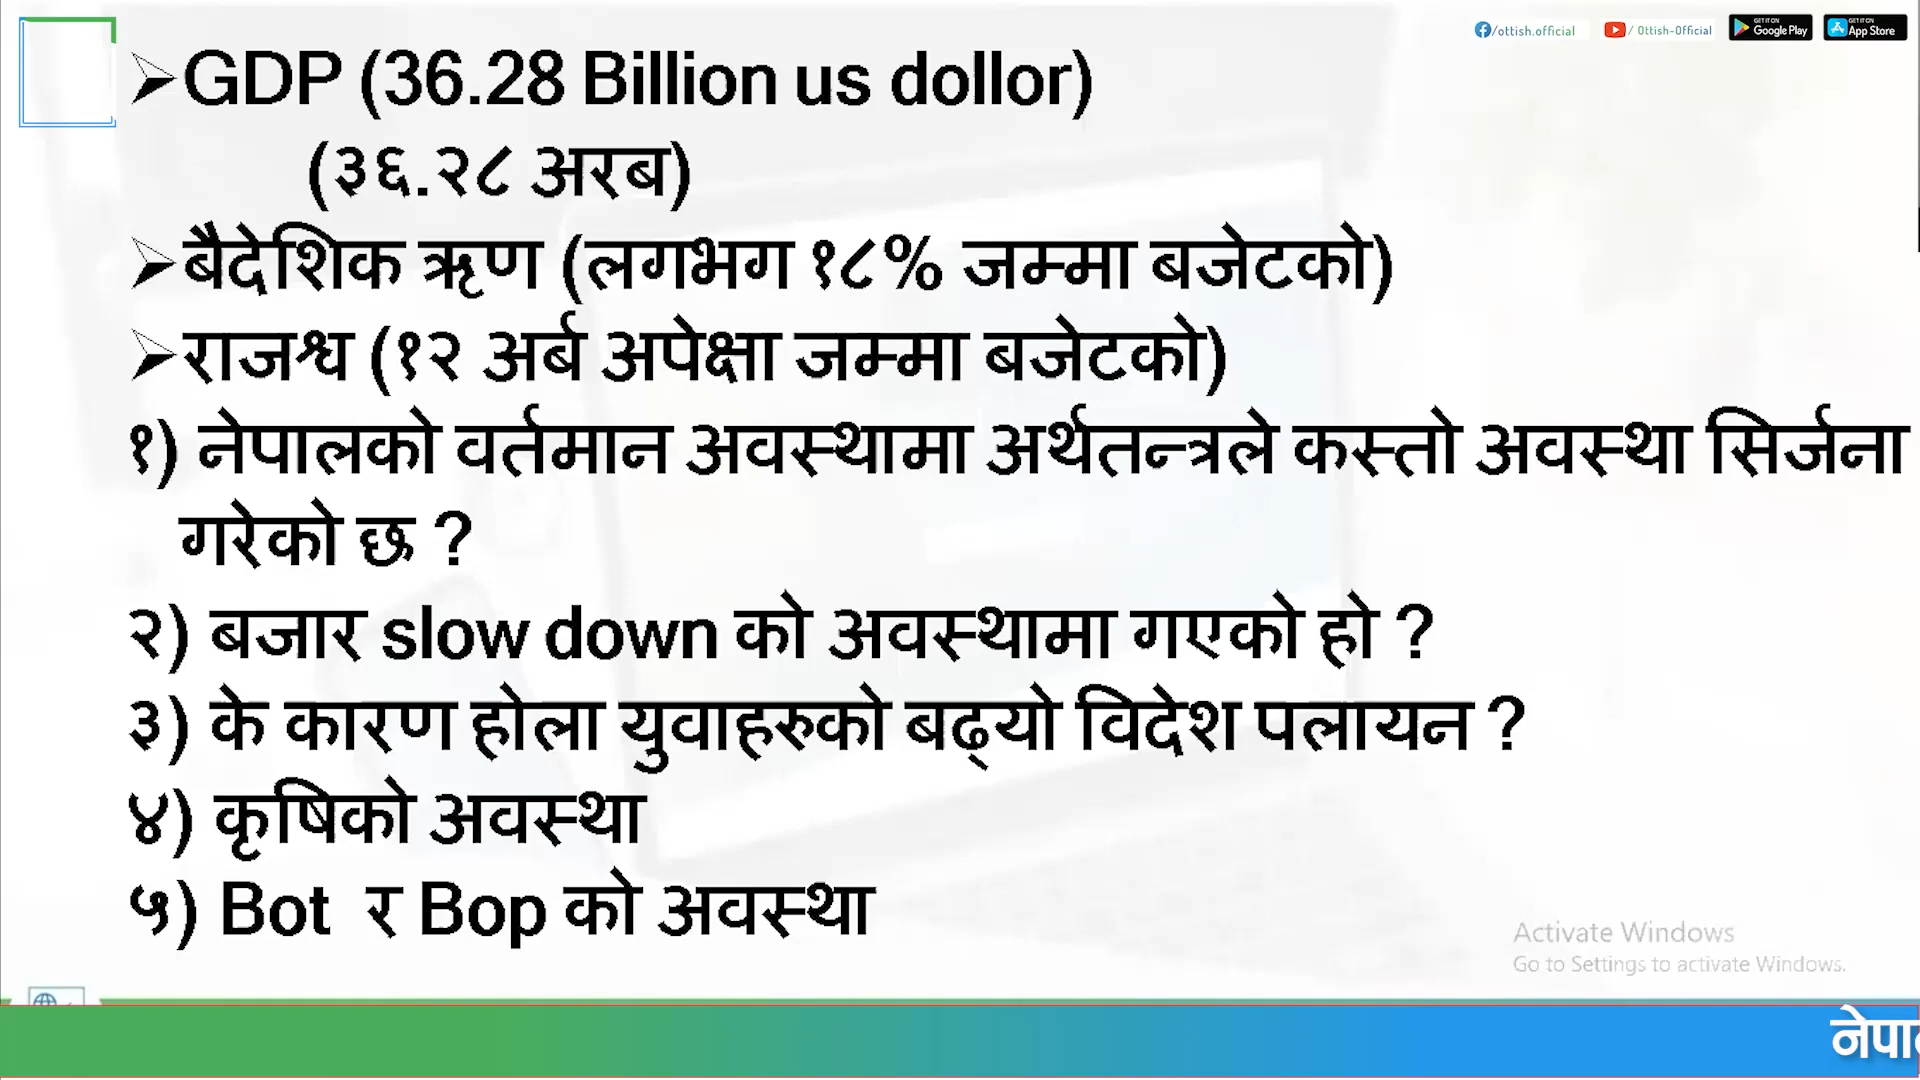 /ottish.official / Ottish-Official GET IT ON Google Play GET IT ON App Store
➢GDP (36.28 Billion us dollor)
(३६.२८ अरब)
➢बैदेशिक ऋण (लगभग १८% जम्मा बजेटको)
➢राजश्व (१२ अर्ब अपेक्षा जम्मा बजेटको)
१) नेपालको वर्तमान अवस्थामा अर्थतन्त्रले कस्तो अवस्था सिर्जना
गरेको छ ?
२) बजार slow down को अवस्थामा गएको हो ?
३) के कारण होला युवाहरुको बढ्यो विदेश पलायन ?
४) कृषिको अवस्था
५) Bot र Bop को अवस्था
Activate Windows
Go to Settings to activate Windows.